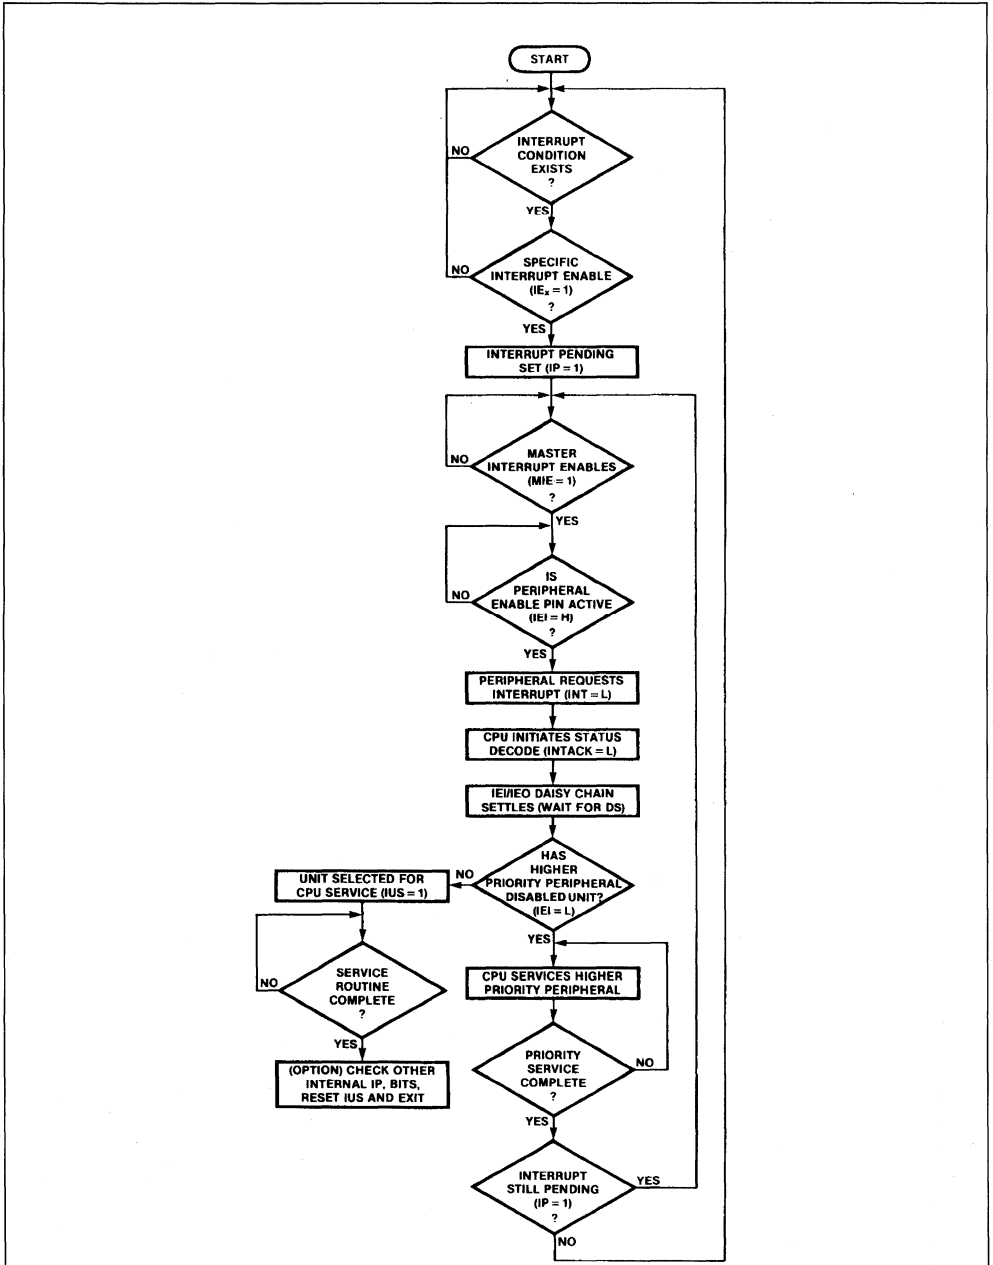 START
INTERRUPT
CONDITION
EXISTS
?
NO
YES
SPECIFIC
INTERRUPT ENABLE
(IEx = 1)
?
NO
YES
INTERRUPT PENDING
SET (IP = 1)
MASTER
INTERRUPT ENABLES
(MIE = 1)
?
NO
YES
IS
PERIPHERAL
ENABLE PIN ACTIVE
(IEI = H)
?
NO
YES
PERIPHERAL REQUESTS
INTERRUPT (INT = L)
CPU INITIATES STATUS
DECODE (INTACK = L)
IEI/IEO DAISY CHAIN
SETTLES (WAIT FOR DS)
HAS
HIGHER
PRIORITY PERIPHERAL
DISABLED UNIT?
(IEI = L)
NO
UNIT SELECTED FOR
CPU SERVICE (IUS = 1)
SERVICE
ROUTINE
COMPLETE
?
NO
YES
(OPTION) CHECK OTHER
INTERNAL IP, BITS,
RESET IUS AND EXIT
YES
CPU SERVICES HIGHER
PRIORITY PERIPHERAL
PRIORITY
SERVICE
COMPLETE
?
NO
YES
INTERRUPT
STILL PENDING
(IP = 1)
?
YES
NO